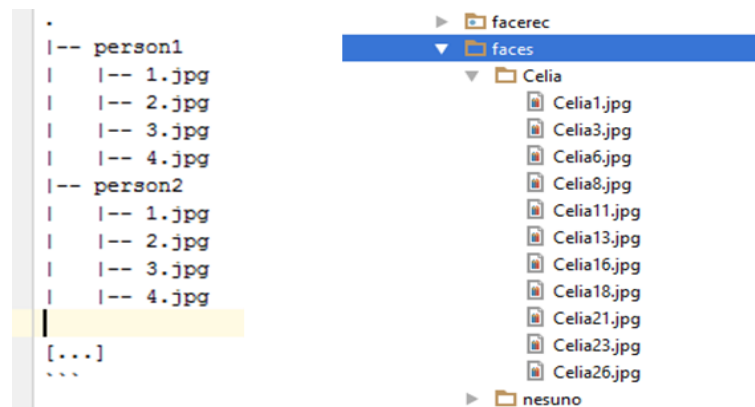 .
|-- person1
|   |-- 1.jpg
|   |-- 2.jpg
|   |-- 3.jpg
|   |-- 4.jpg
|-- person2
|   |-- 1.jpg
|   |-- 2.jpg
|   |-- 3.jpg
|   |-- 4.jpg
[...]
```
facerec
faces
Celia
Celia1.jpg
Celia3.jpg
Celia6.jpg
Celia8.jpg
Celia11.jpg
Celia13.jpg
Celia16.jpg
Celia18.jpg
Celia21.jpg
Celia23.jpg
Celia26.jpg
nesuno